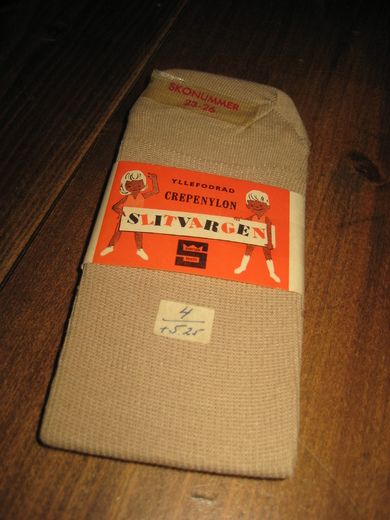 SKONUMMER
23-26
YLLEFODRAD
CREPENYLON
SLITVARGEN
S
4
+5.25